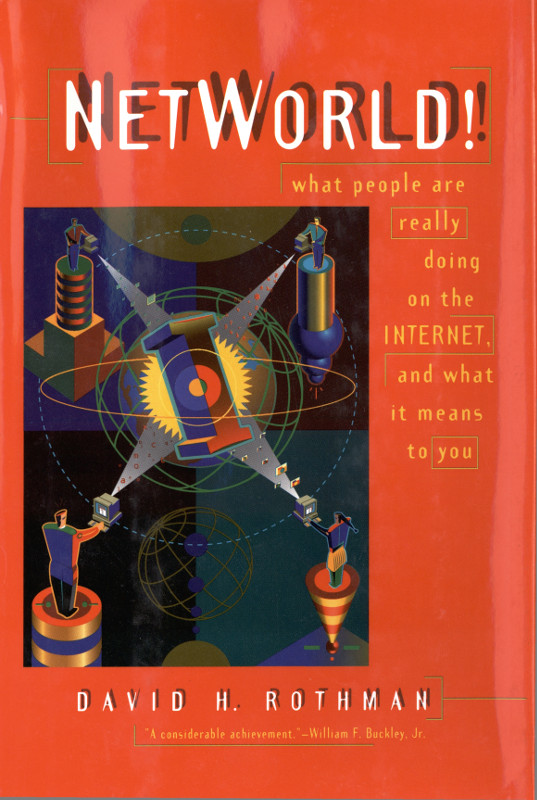 NETWORLD!
what people are
really
doing
on the
INTERNET,
and what
it means
to you
DAVID H. ROTHMAN
"A considerable achievement."—William F. Buckley, Jr.